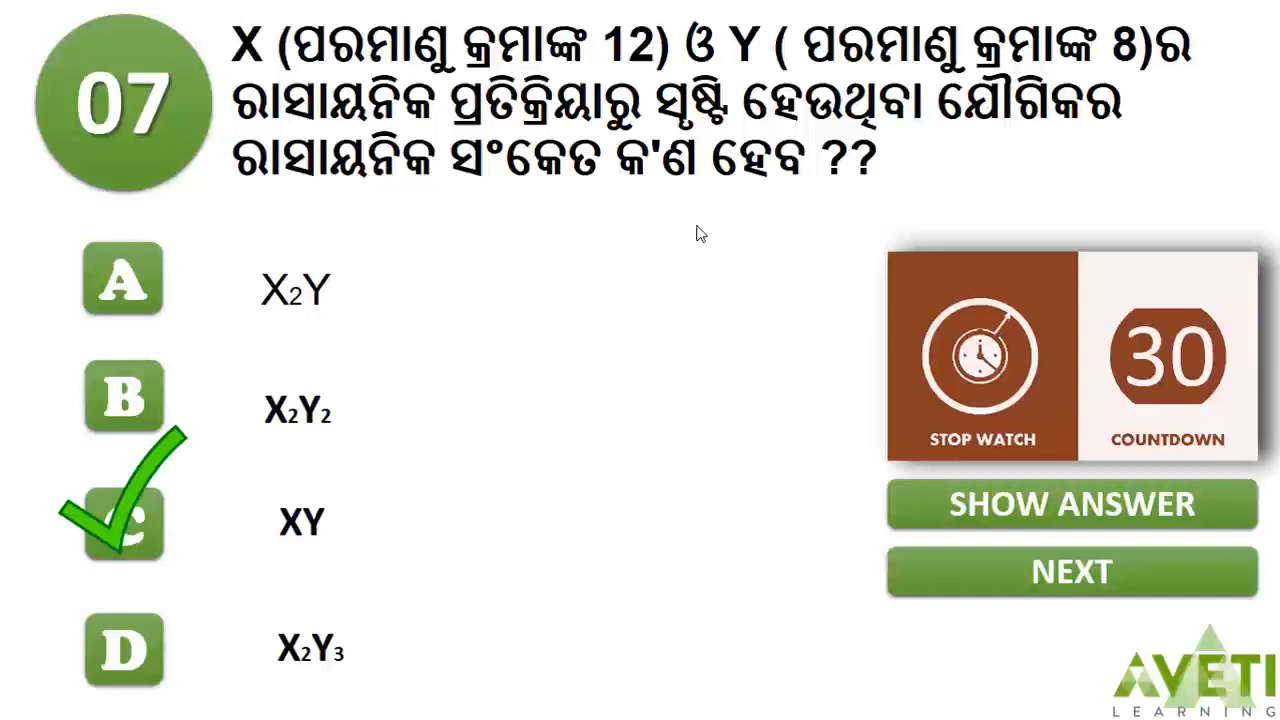 07
X (ପରମାଣୁ କ୍ରମାଙ୍କ 12) ଓ Y ( ପରମାଣୁ କ୍ରମାଙ୍କ 8)ର
ରାସାୟନିକ ପ୍ରତିକ୍ରିୟାରୁ ସୃଷ୍ଟି ହେଉଥିବା ଯୌଗିକର
ରାସାୟନିକ ସଂକେତ କ'ଣ ହେବ ??
A X₂Y
B X₂Y₂
C XY
D X₂Y₃
30
STOP WATCH COUNTDOWN
SHOW ANSWER
NEXT
AVETI
LEARNING